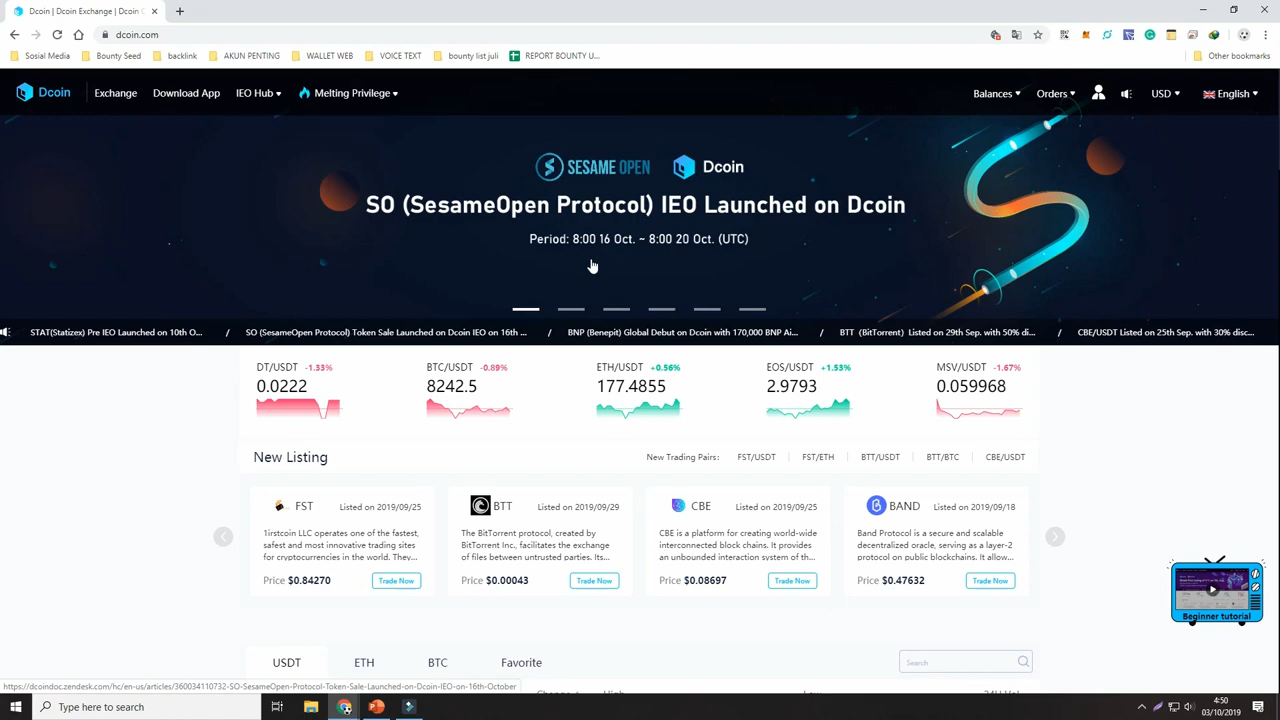 Dcoin | Dcoin Exchange | Dcoin
dcoin.com
Sosial Media
Bounty Seed
backlink
AKUN PENTING
WALLET WEB
VOICE TEXT
bounty list juli
REPORT BOUNTY U...
Other bookmarks
Dcoin
Exchange
Download App
IEO Hub
Melting Privilege
Balances
Orders
USD
English
SESAME OPEN
Dcoin
SO (SesameOpen Protocol) IEO Launched on Dcoin
Period: 8:00 16 Oct. ~ 8:00 20 Oct. (UTC)
STAT(Statizex) Pre IEO Launched on 10th O... / SO (SesameOpen Protocol) Token Sale Launched on Dcoin IEO on 16th ... / BNP (Benepit) Global Debut on Dcoin with 170,000 BNP Ai... / BTT (BitTorrent) Listed on 29th Sep. with 50% di... / CBE/USDT Listed on 25th Sep. with 30% disc...
DT/USDT -1.33%
0.0222
BTC/USDT -0.89%
8242.5
ETH/USDT +0.56%
177.4855
EOS/USDT +1.53%
2.9793
MSV/USDT -1.67%
0.059968
New Listing
New Trading Pairs: FST/USDT FST/ETH BTT/USDT BTT/BTC CBE/USDT
FST Listed on 2019/09/25
Tirstcoin LLC operates one of the fastest,
safest and most innovative trading sites
for cryptocurrencies in the world. They...
Price $0.84270 Trade Now
BTT Listed on 2019/09/29
The BitTorrent protocol, created by
BitTorrent Inc., facilitates the exchange
of files between untrusted parties. Its...
Price $0.00043 Trade Now
CBE Listed on 2019/09/25
CBE is a platform for creating world-wide
interconnected block chains. It provides
an unbounded interaction system of th...
Price $0.08697 Trade Now
BAND Listed on 2019/09/18
Band Protocol is a secure and scalable
decentralized oracle, serving as a layer-2
protocol on public blockchains. It allow...
Price $0.47632 Trade Now
Beginner tutorial
USDT
ETH
BTC
Favorite
Search
https://dcoindoc.zendesk.com/hc/en-us/articles/360034110732-SO-SesameOpen-Protocol-Token-Sale-Launched-on-Dcoin-IEO-on-16th-October
Type here to search
4:50
03/10/2019